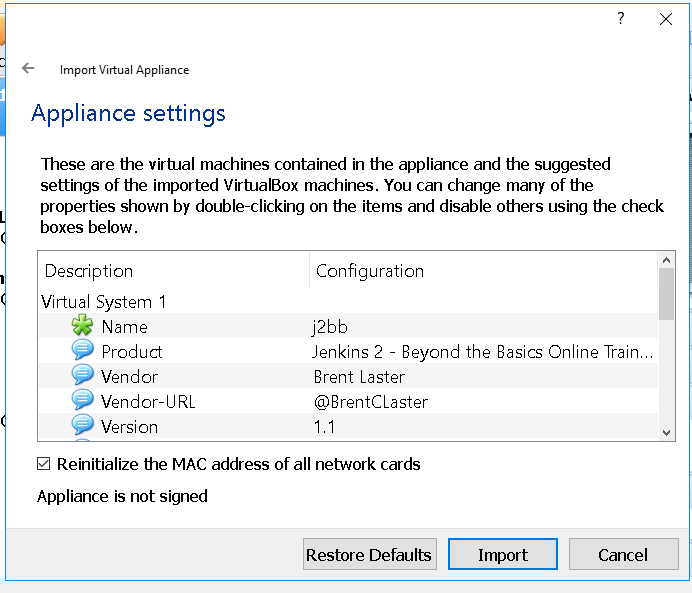 ?
Import Virtual Appliance
Appliance settings
These are the virtual machines contained in the appliance and the suggested
settings of the imported VirtualBox machines. You can change many of the
properties shown by double-clicking on the items and disable others using the check
boxes below.
Description Configuration
Virtual System 1
Name j2bb
Product Jenkins 2 - Beyond the Basics Online Train...
Vendor Brent Laster
Vendor-URL @BrentCLaster
Version 1.1
Reinitialize the MAC address of all network cards
Appliance is not signed
Restore Defaults Import Cancel